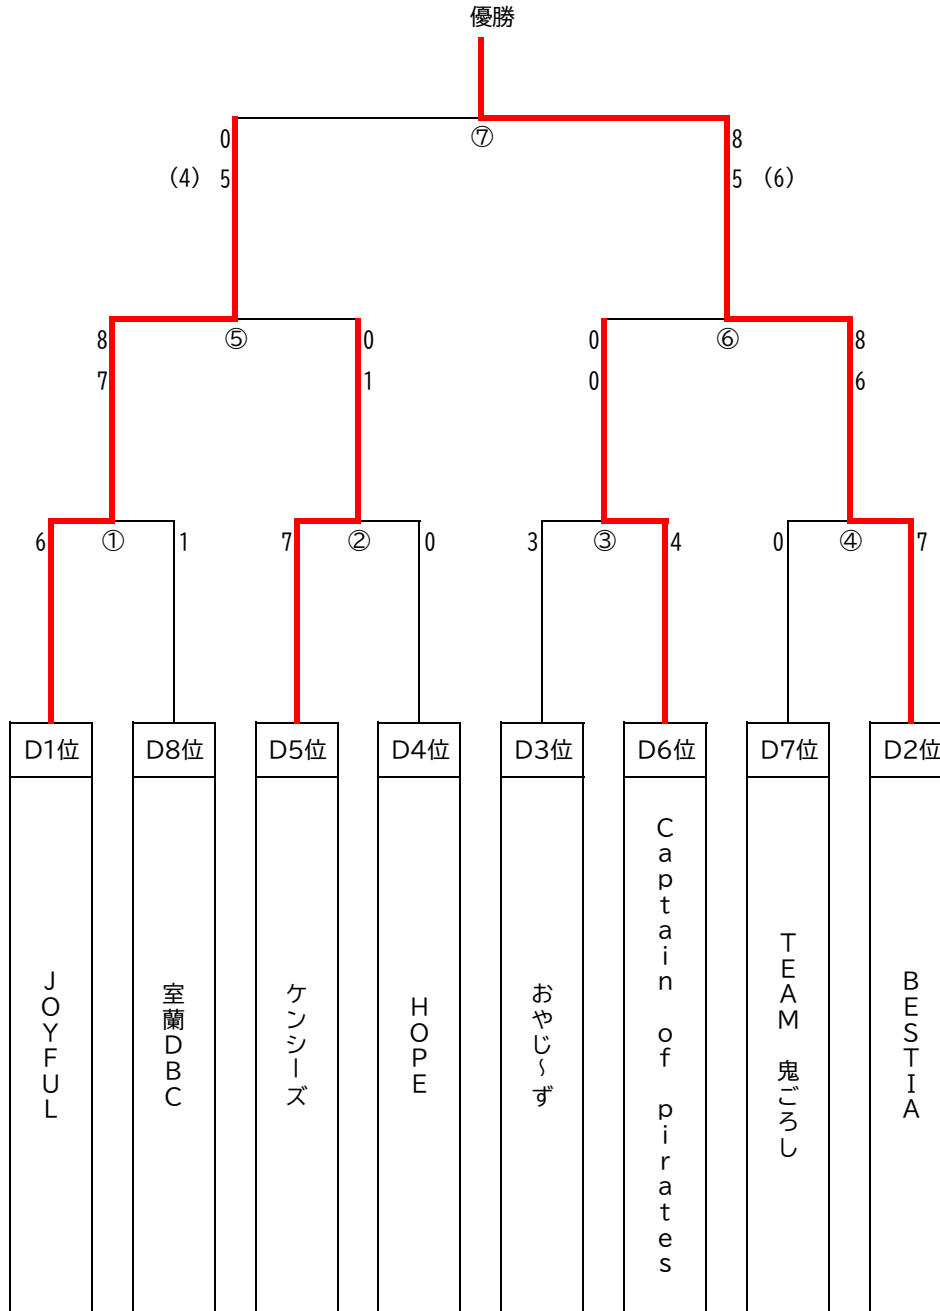 優勝
0 ⑦ 8
(4) 5 5 (6)
8 ⑤ 0 0 ⑥ 8
7 1 0 6
6 ① 1 7 ② 0 3 ③ 4 0 ④ 7
D1位 D8位 D5位 D4位 D3位 D6位 D7位 D2位
JOYFUL
室蘭DBC
ケンシーズ
HOPE
おやじ～ず
Captain of pirates
TEAM 鬼ごろし
BESTIA